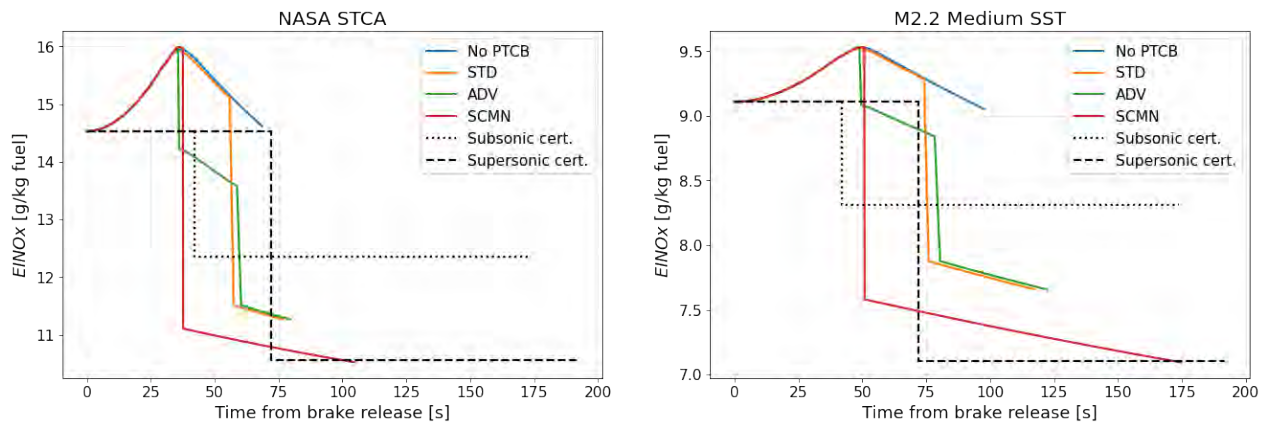 NASA STCA
16
15
14
13
12
11
EINOx [g/kg fuel]
No PTCB
STD
ADV
SCMN
Subsonic cert.
Supersonic cert.
0
25
50
75
100
125
150
175
200
Time from brake release [s]
M2.2 Medium SST
9.5
9.0
8.5
8.0
7.5
7.0
EINOx [g/kg fuel]
No PTCB
STD
ADV
SCMN
Subsonic cert.
Supersonic cert.
0
25
50
75
100
125
150
175
200
Time from brake release [s]